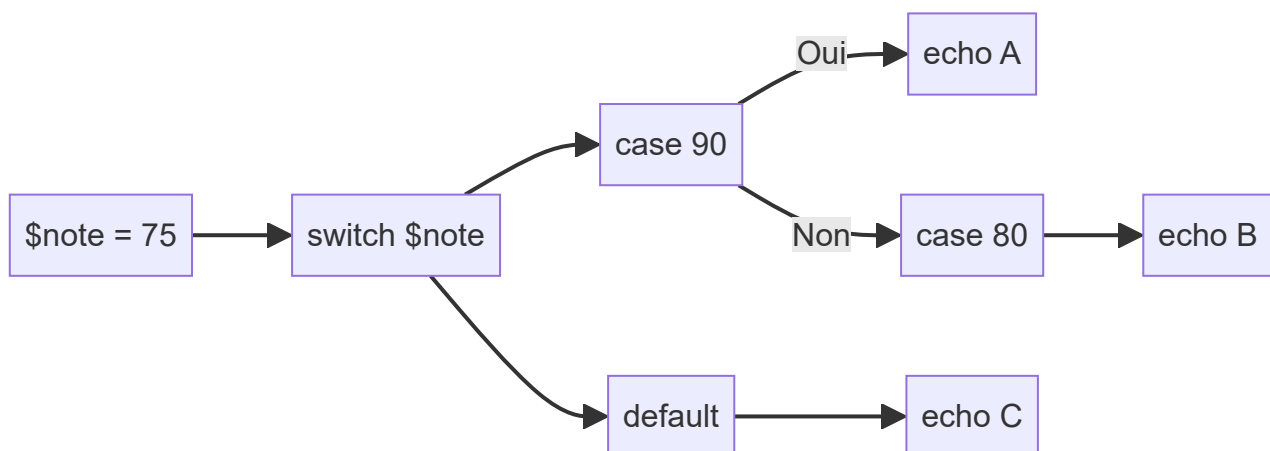 $note = 75
switch $note
case 90
Oui
echo A
Non
case 80
echo B
default
echo C